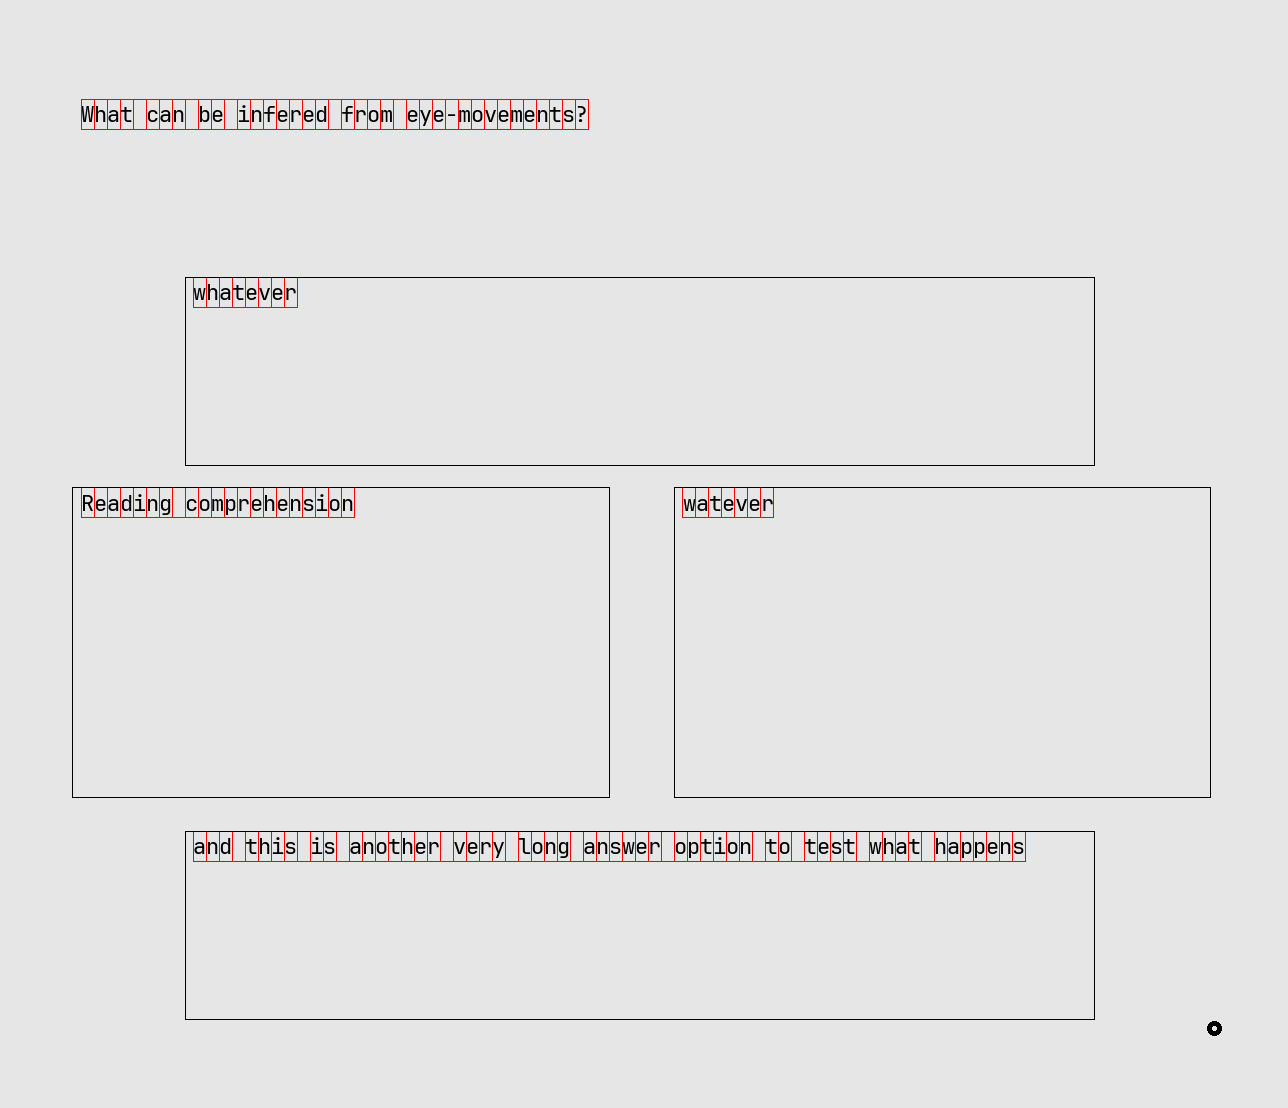 What can be infered from eye-movements?
whatever
Reading comprehension
watever
and this is another very long answer option to test what happens